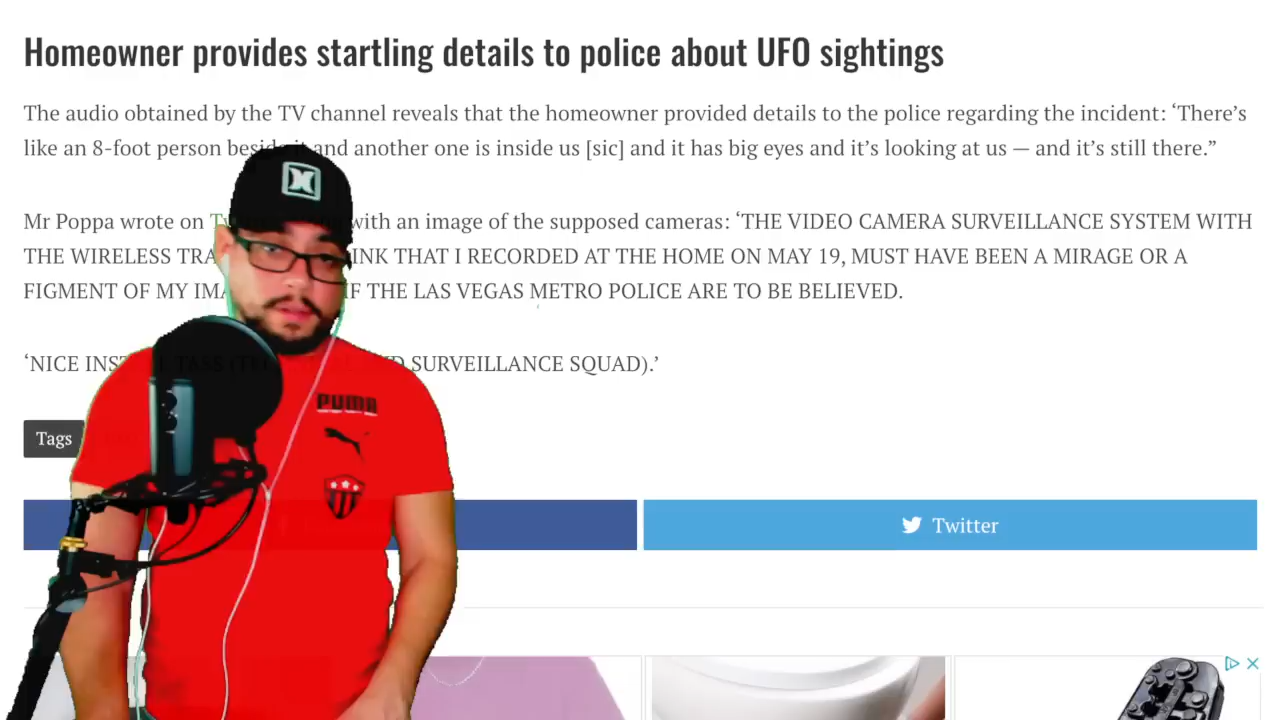 Homeowner provides startling details to police about UFO sightings
The audio obtained by the TV channel reveals that the homeowner provided details to the police regarding the incident: ‘There’s
like an 8-foot person beside it and another one is inside us [sic] and it has big eyes and it’s looking at us — and it’s still there.”
Mr Poppa wrote on with an image of the supposed cameras: ‘THE VIDEO CAMERA SURVEILLANCE SYSTEM WITH
THE WIRELESS THAT I RECORDED AT THE HOME ON MAY 19, MUST HAVE BEEN A MIRAGE OR A
FIGMENT OF MY IF THE LAS VEGAS METRO POLICE ARE TO BE BELIEVED.
‘NICE SURVEILLANCE SQUAD).’
PUMA
Tags
Twitter